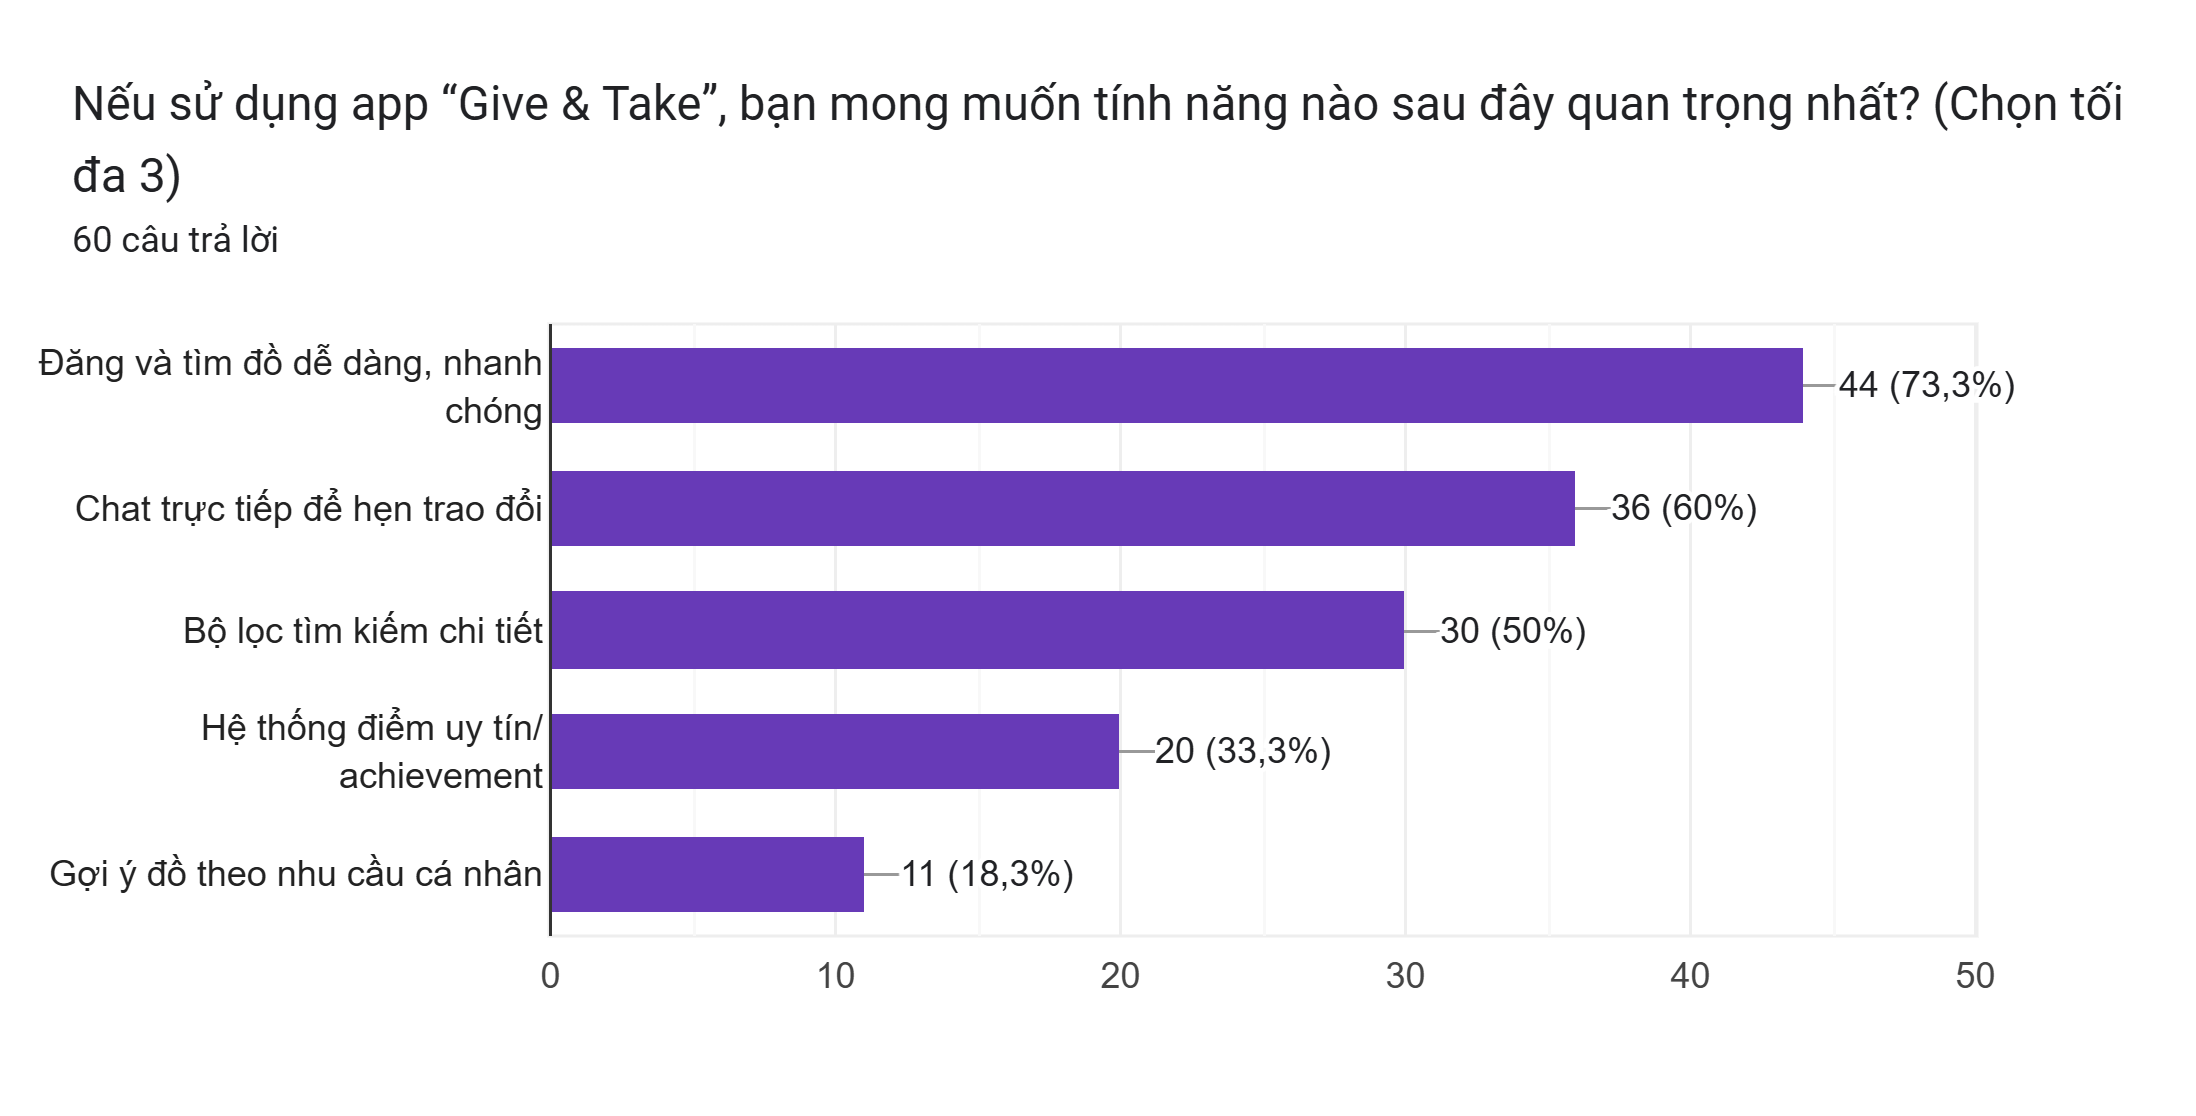 Nếu sử dụng app “Give & Take”, bạn mong muốn tính năng nào sau đây quan trọng nhất? (Chọn tối
đa 3)
60 câu trả lời
Đăng và tìm đồ dễ dàng, nhanh
chóng
44 (73,3%)
Chat trực tiếp để hẹn trao đổi
36 (60%)
Bộ lọc tìm kiếm chi tiết
30 (50%)
Hệ thống điểm uy tín/
achievement
20 (33,3%)
Gợi ý đồ theo nhu cầu cá nhân
11 (18,3%)
0 10 20 30 40 50